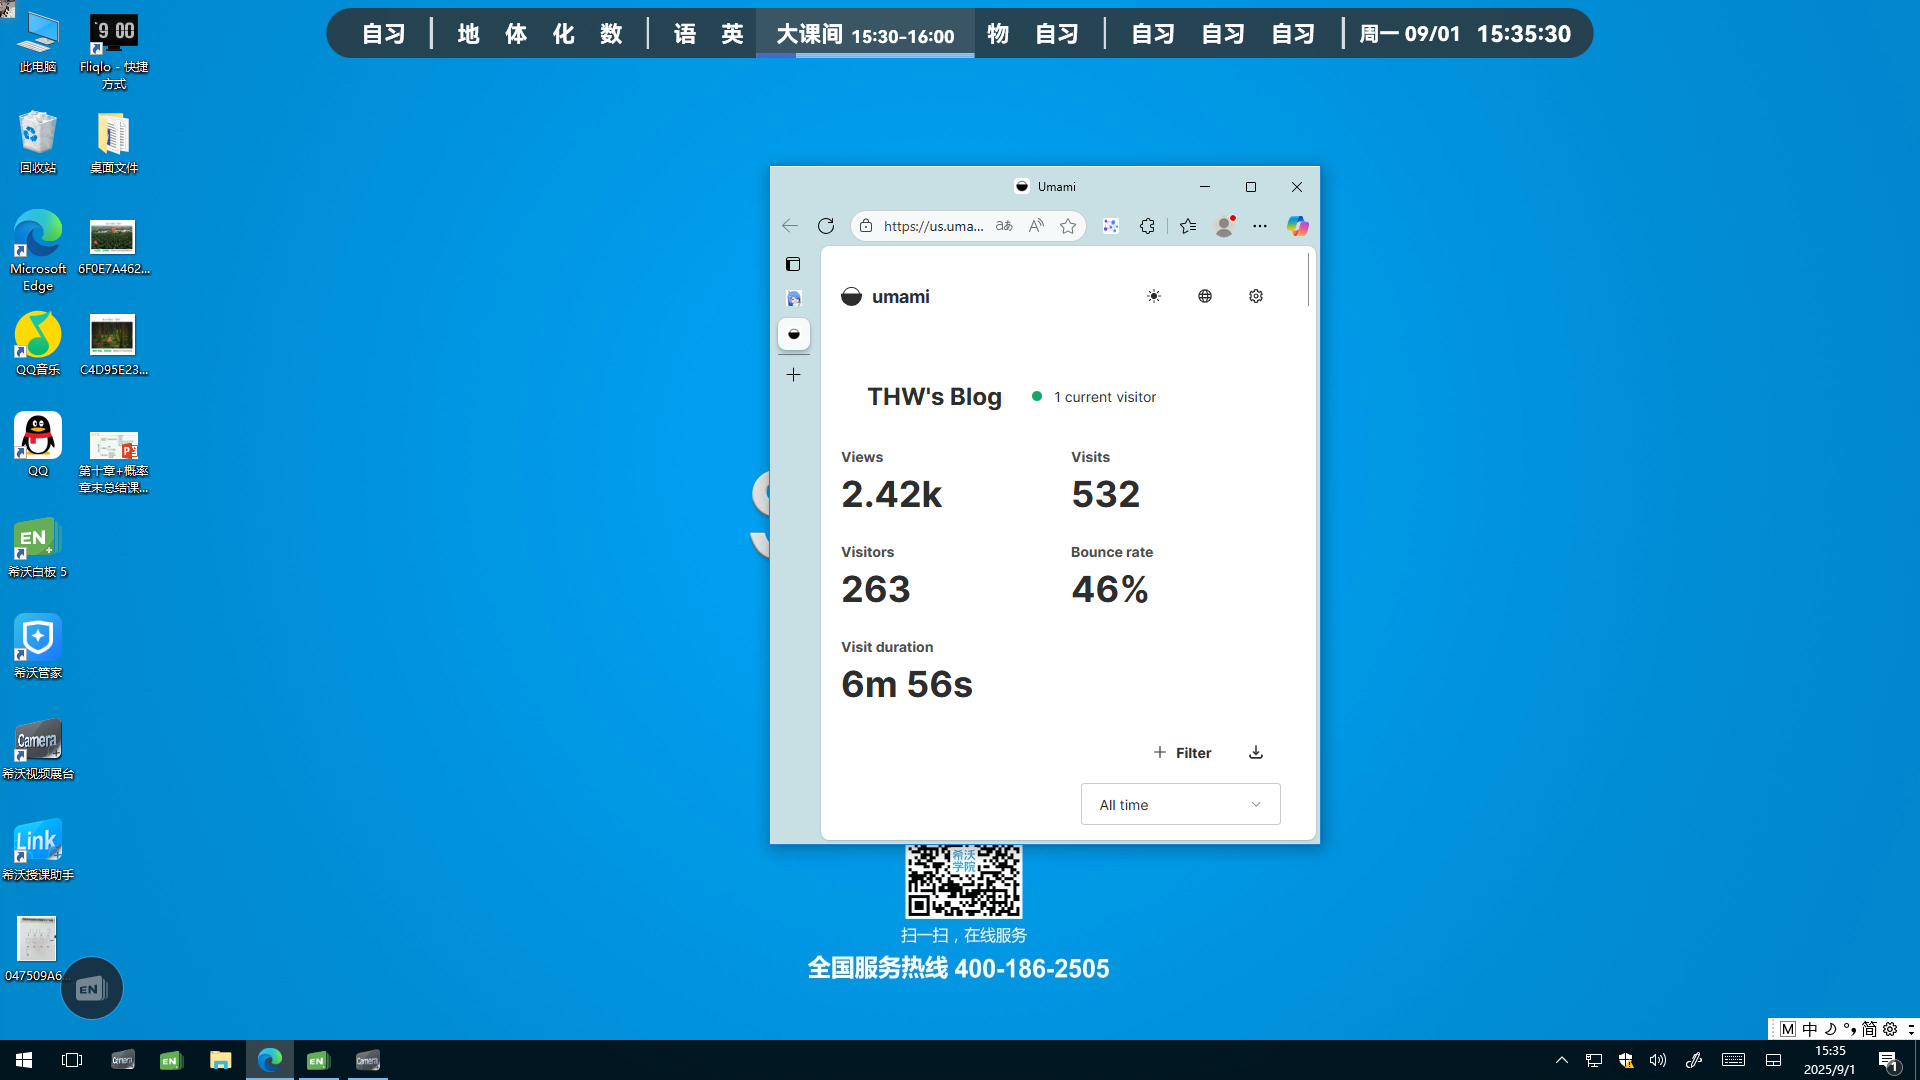 自习 地 体 化 数 语 英 大课间 15:30-16:00 物 自习 自习 自习 自习 周一 09/01 15:35:30
此电脑
Fliqlo - 快捷方式
回收站
桌面文件
Microsoft Edge
6F0E7A462...
QQ音乐
C4D95E23...
QQ
第十章+概率章末总结课...
EN
希沃白板 5
希沃管家
Camera
希沃视频展台
Link
希沃授课助手
047509A6...
EN
Umami
https://us.uma...
umami
THW's Blog
1 current visitor
Views
Visits
2.42k
532
Visitors
Bounce rate
263
46%
Visit duration
6m 56s
Filter
All time
希沃
学院
扫一扫，在线服务
全国服务热线 400-186-2505
M 中 简
15:35
2025/9/1
1